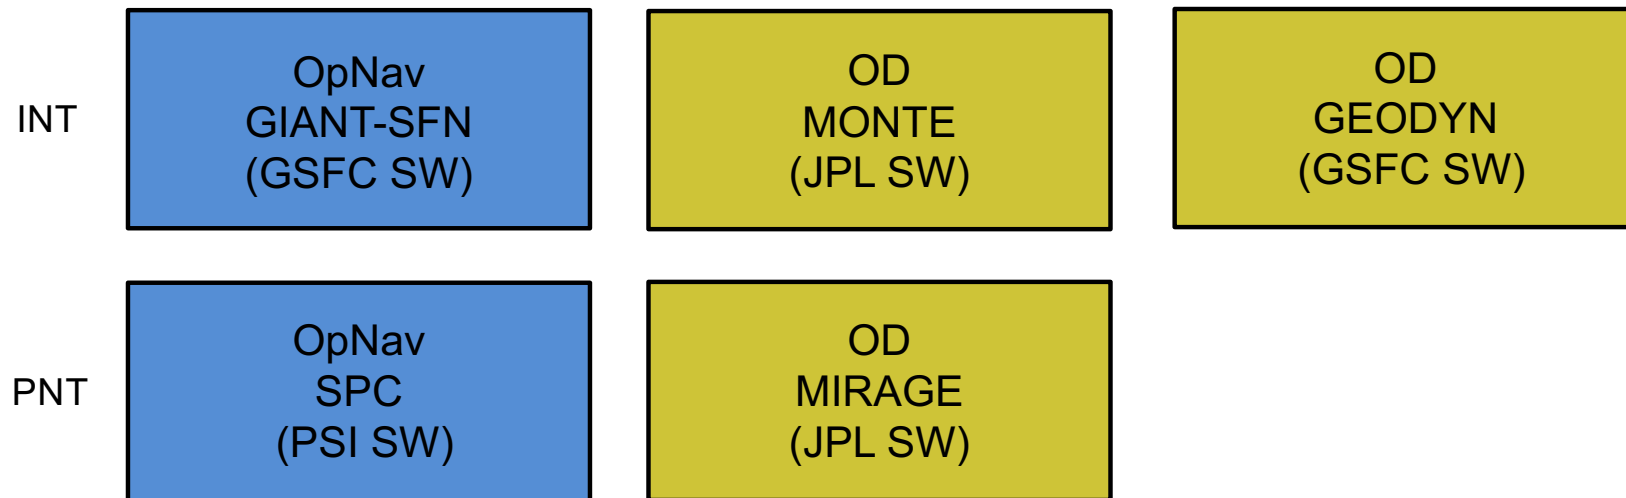 INT
OpNav
GIANT-SFN
(GSFC SW)
OD
MONTE
(JPL SW)
OD
GEODYN
(GSFC SW)
PNT
OpNav
SPC
(PSI SW)
OD
MIRAGE
(JPL SW)